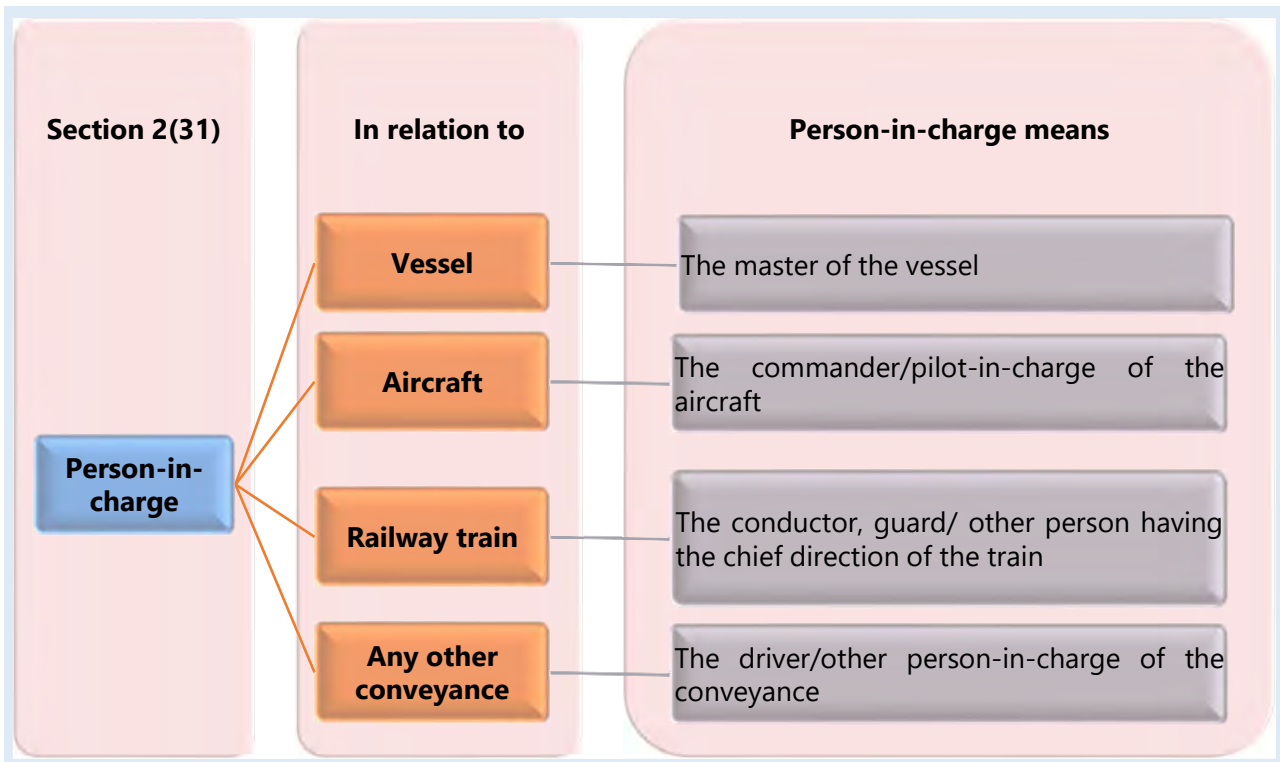 Section 2(31)
In relation to
Person-in-charge means
Vessel
The master of the vessel
Aircraft
The commander/pilot-in-charge of the
aircraft
Person-in-
charge
Railway train
The conductor, guard/ other person having
the chief direction of the train
Any other
conveyance
The driver/other person-in-charge of the
conveyance